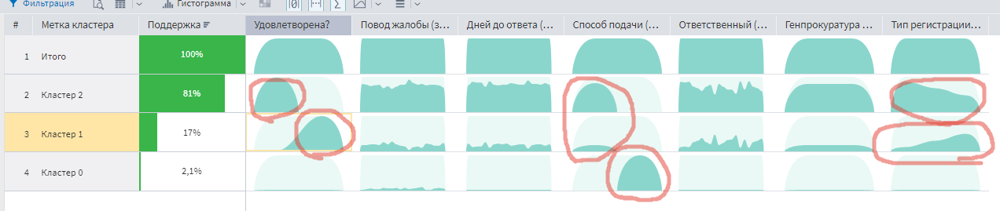 Фильтрация Гистограмма
# Метка кластера Поддержка Удовлетворена? Повод жалобы (з... Дней до ответа (... Способ подачи (... Ответственный (... Генпрокуратура ... Тип регистрации...
1 Итого 100%
2 Кластер 2 81%
3 Кластер 1 17%
4 Кластер 0 2,1%